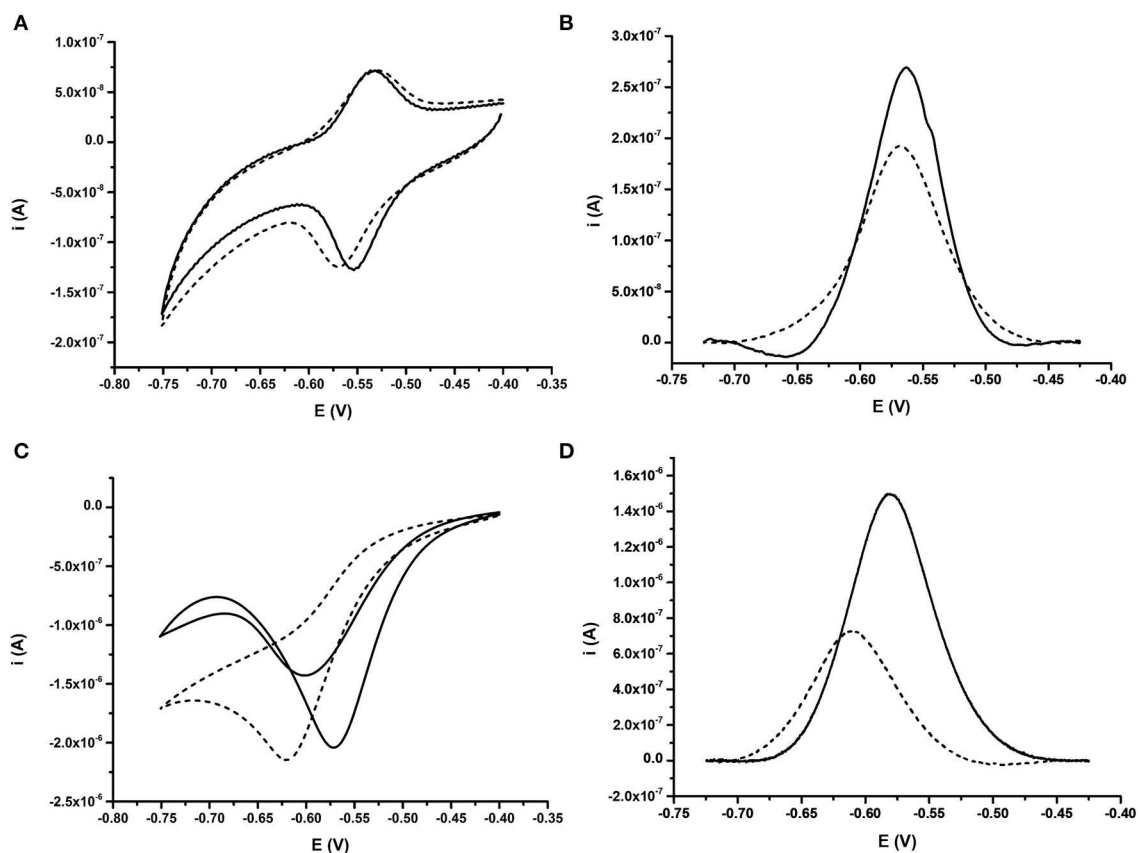 A
1.0x10⁻⁷
5.0x10⁻⁸
0.0
-5.0x10⁻⁸
-1.0x10⁻⁷
-1.5x10⁻⁷
-2.0x10⁻⁷
i (A)
-0.80 -0.75 -0.70 -0.65 -0.60 -0.55 -0.50 -0.45 -0.40 -0.35
E (V)
B
3.0x10⁻⁷
2.5x10⁻⁷
2.0x10⁻⁷
1.5x10⁻⁷
1.0x10⁻⁷
5.0x10⁻⁸
0.0
i (A)
-0.75 -0.70 -0.65 -0.60 -0.55 -0.50 -0.45 -0.40
E (V)
C
0.0
-5.0x10⁻⁷
-1.0x10⁻⁶
-1.5x10⁻⁶
-2.0x10⁻⁶
-2.5x10⁻⁶
i (A)
-0.80 -0.75 -0.70 -0.65 -0.60 -0.55 -0.50 -0.45 -0.40 -0.35
E (V)
D
1.6x10⁻⁶
1.4x10⁻⁶
1.2x10⁻⁶
1.0x10⁻⁶
8.0x10⁻⁷
6.0x10⁻⁷
4.0x10⁻⁷
2.0x10⁻⁷
0.0
-2.0x10⁻⁷
i (A)
-0.75 -0.70 -0.65 -0.60 -0.55 -0.50 -0.45 -0.40
E (V)